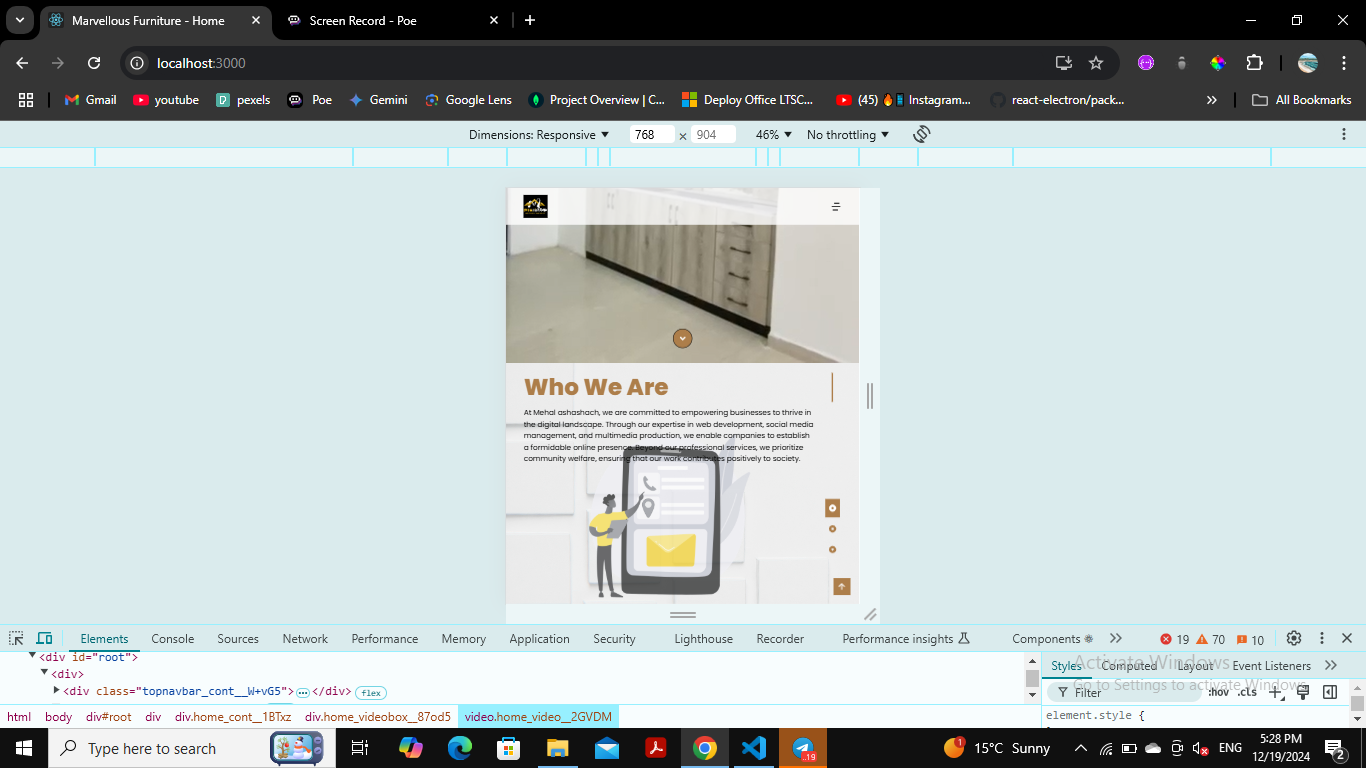 Marvellous Furniture - Home
Screen Record - Poe
localhost:3000
Gmail
youtube
pexels
Poe
Gemini
Google Lens
Project Overview | C...
Deploy Office LTSC...
(45) 🔥📱 Instagram...
react-electron/pack...
»
All Bookmarks
Dimensions: Responsive
768
×
904
46%
No throttling
Who We Are
At Mehal ashashach, we are committed to empowering businesses to thrive in
the digital landscape. Through our expertise in web development, social media
management, and multimedia production, we enable companies to establish
a formidable online presence. Beyond our professional services, we prioritize
community welfare, ensuring that our work contributes positively to society.
Elements
Console
Sources
Network
Performance
Memory
Application
Security
Lighthouse
Recorder
Performance insights
Components
»
19
70
10
<div id="root">
<div>
<div class="topnavbar_cont__W+vG5"> ⋯ </div> flex
html
body
div#root
div
div.home_cont__1BTxz
div.home_videobox__87od5
video.home_video__2GVDM
Styles
Computed
Layout
Event Listeners
»
Activate Windows
Go to Settings to activate Windows.
Filter
:hov
.cls
element.style {
Type here to search
..19
1
15°C Sunny
ENG
5:28 PM
12/19/2024
2